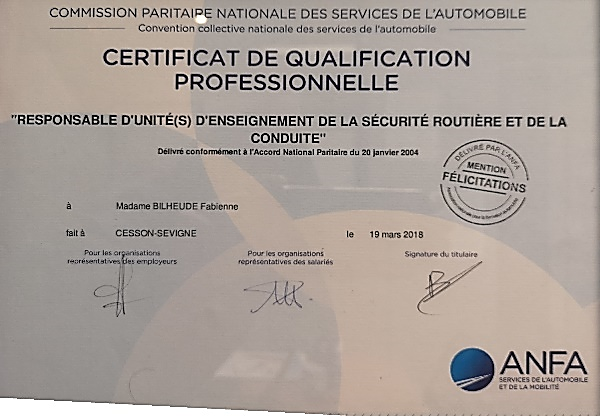 COMMISSION PARITAIRE NATIONALE DES SERVICES DE L'AUTOMOBILE
Convention collective nationale des services de l'automobile
CERTIFICAT DE QUALIFICATION
PROFESSIONNELLE
"RESPONSABLE D'UNITÉ(S) D'ENSEIGNEMENT DE LA SÉCURITÉ ROUTIÈRE ET DE LA
CONDUITE"
Délivré conformément à l'Accord National Paritaire du 20 janvier 2004
DÉLIVRÉ PAR L'ANFA
MENTION
FÉLICITATIONS
à Madame BILHEUDE Fabienne
fait à CESSON-SEVIGNE le 19 mars 2018
Pour les organisations
représentatives des employeurs
Pour les organisations
représentatives des salariés
Signature du titulaire
ANFA
SERVICES DE L'AUTOMOBILE
ET DE LA MOBILITÉ